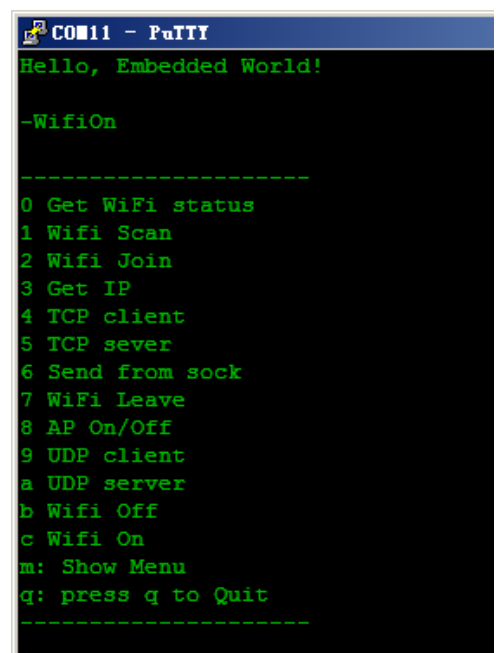 COM11 - PuTTY
Hello, Embedded World!
-WifiOn
----------------------
0 Get WiFi status
1 Wifi Scan
2 Wifi Join
3 Get IP
4 TCP client
5 TCP sever
6 Send from sock
7 WiFi Leave
8 AP On/Off
9 UDP client
a UDP server
b Wifi Off
c Wifi On
m: Show Menu
q: press q to Quit
----------------------